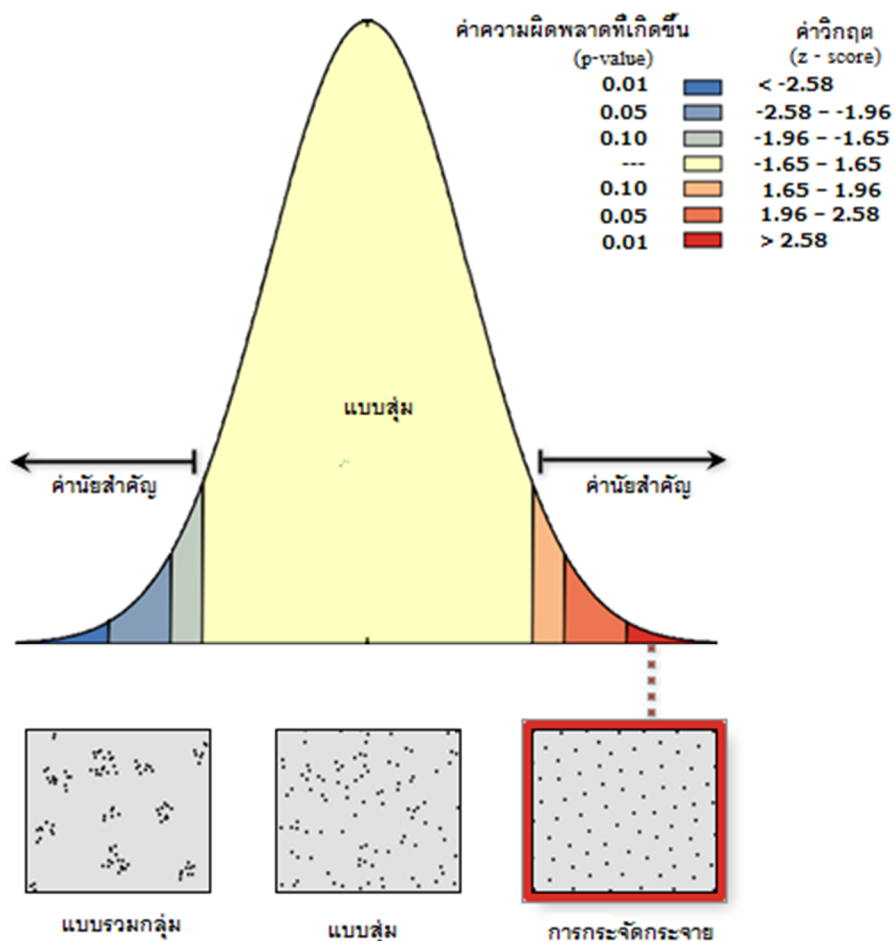 ค่าความผิดพลาดที่เกิดขึ้น ค่าวิกฤต
(p-value) (z - score)
0.01 < -2.58
0.05 -2.58 – -1.96
0.10 -1.96 – -1.65
--- -1.65 – 1.65
0.10 1.65 – 1.96
0.05 1.96 – 2.58
0.01 > 2.58
แบบสุ่ม
ค่านัยสำคัญ ค่านัยสำคัญ
แบบรวมกลุ่ม แบบสุ่ม การกระจัดกระจาย